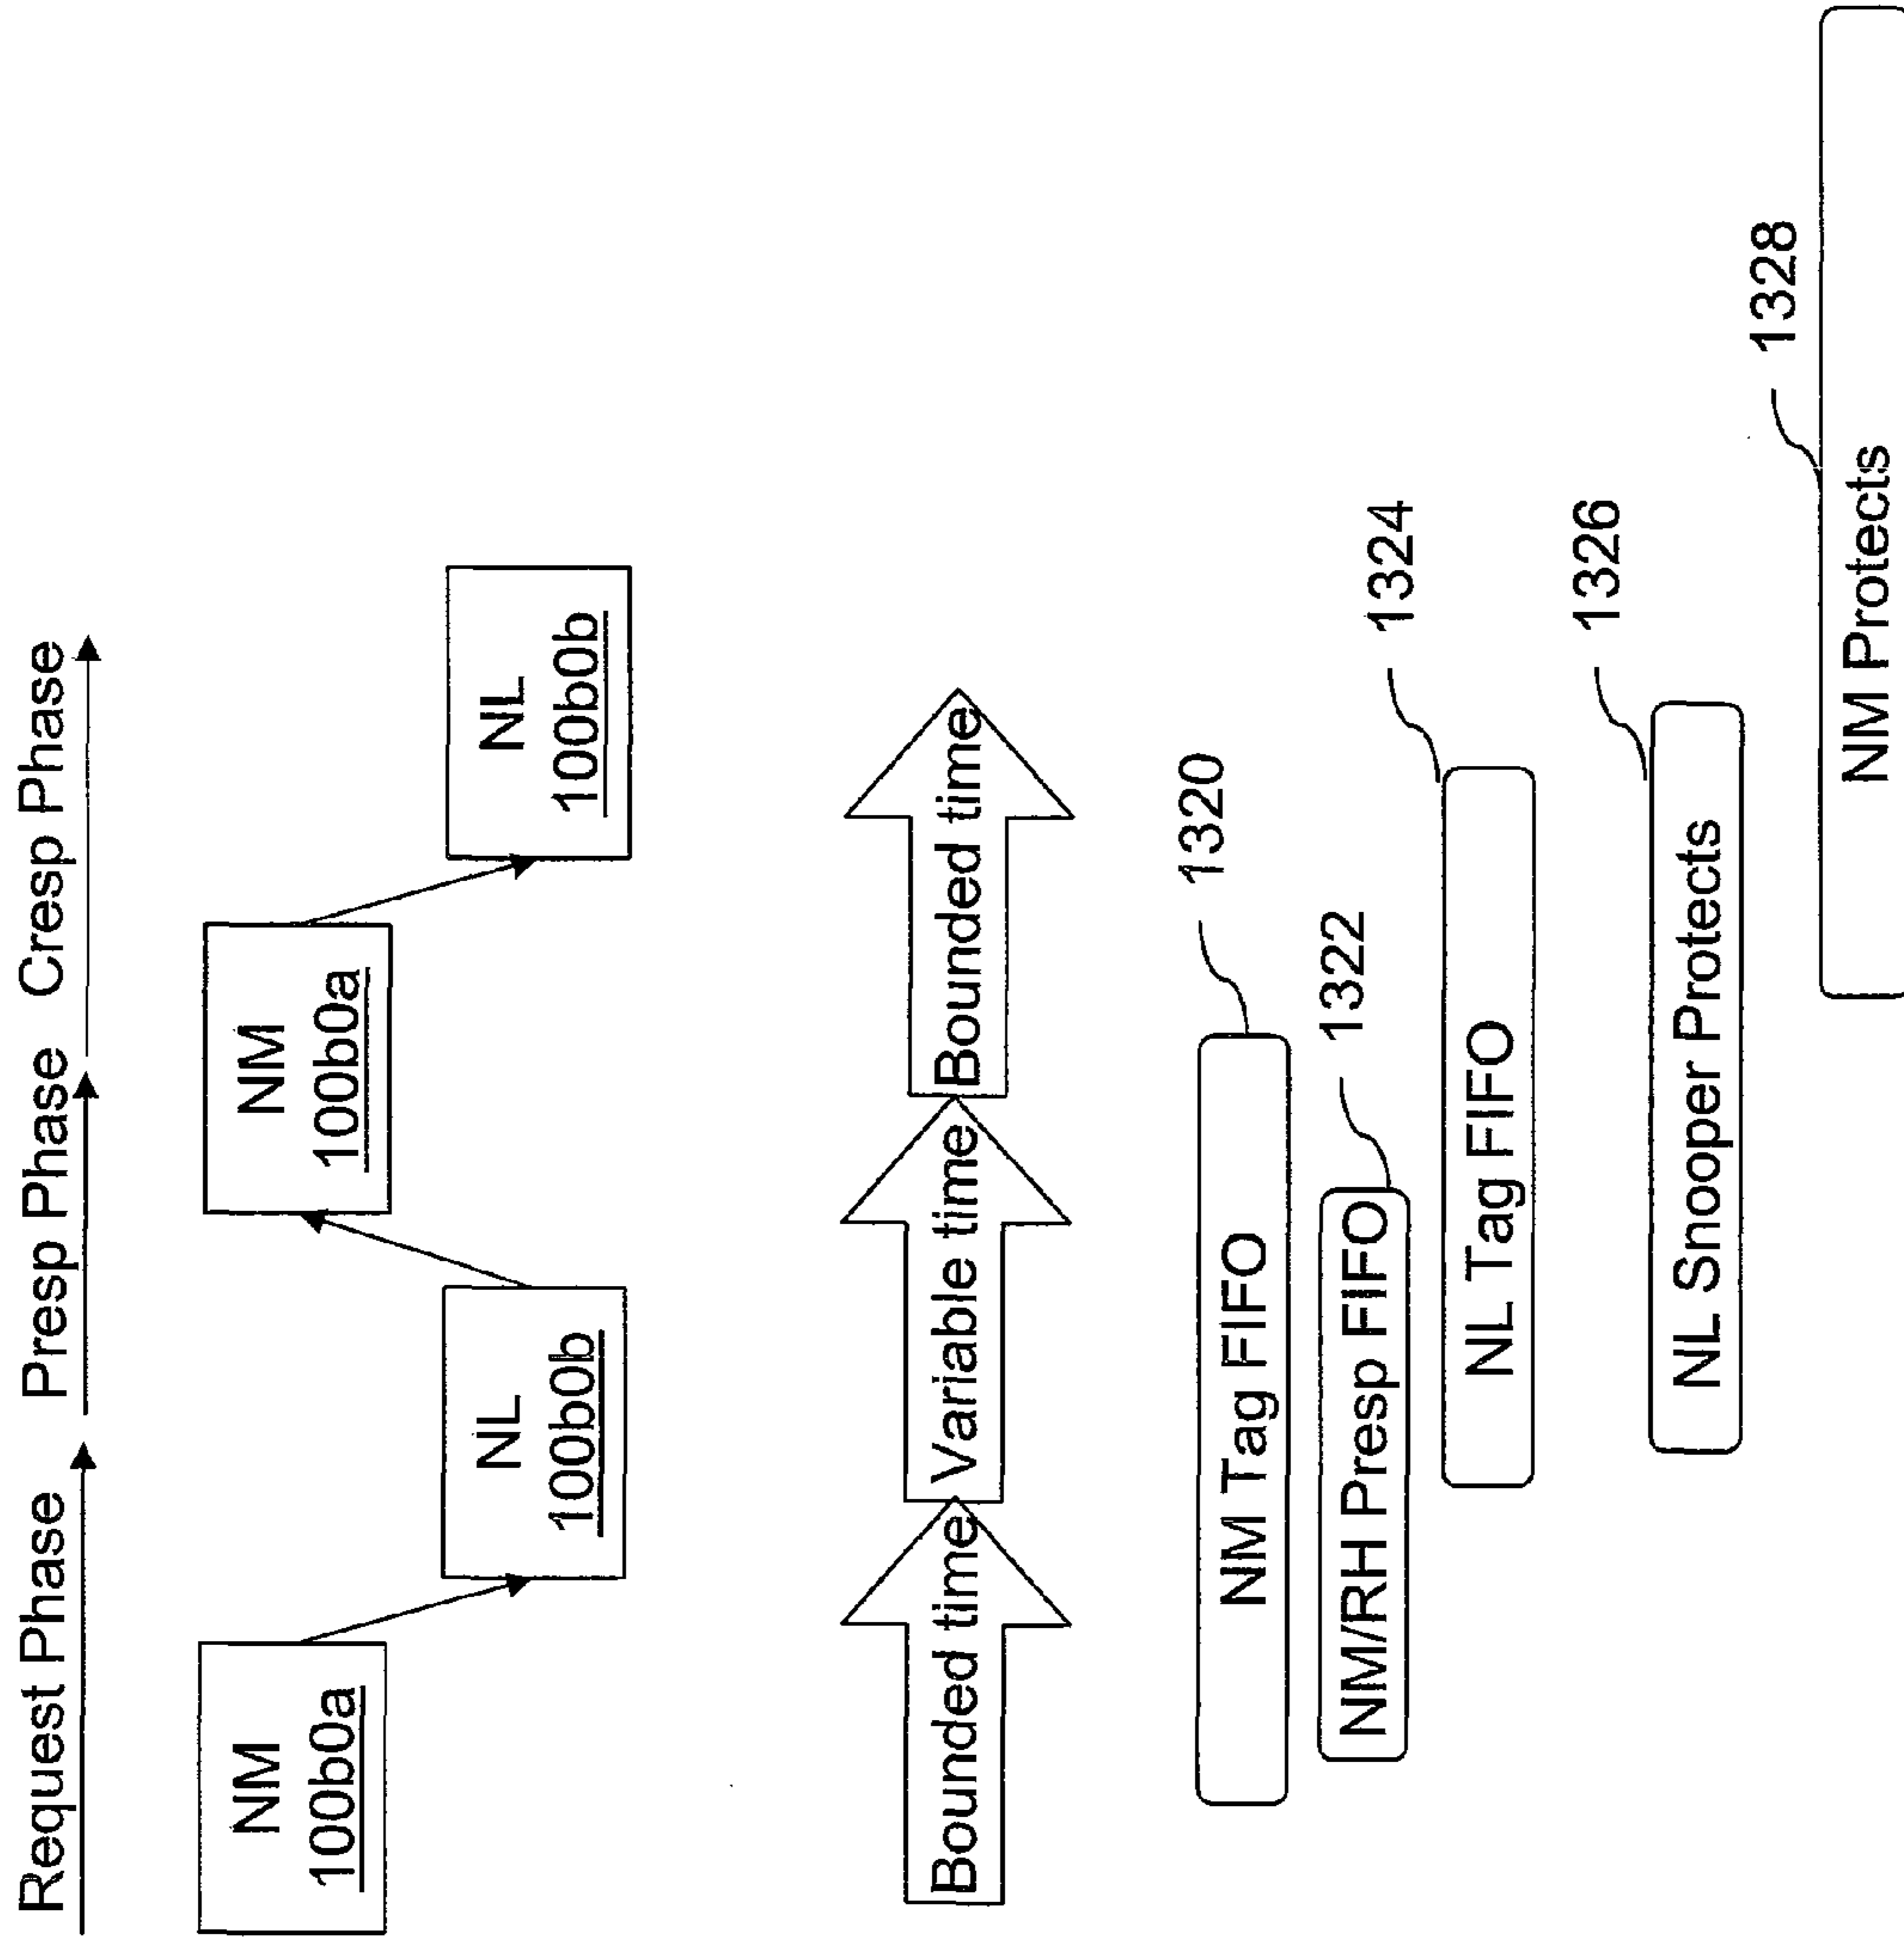 Request Phase Presp Phase Cresp Phase
NM
100b0a
NL
100b0b
NM
100b0a
NL
100b0b
Bounded time Variable time Bounded time
NM Tag FIFO
1320
NM/RH Presp FIFO
1322
NL Tag FIFO
1324
NL Snooper Protects
1326
NM Protects
1328